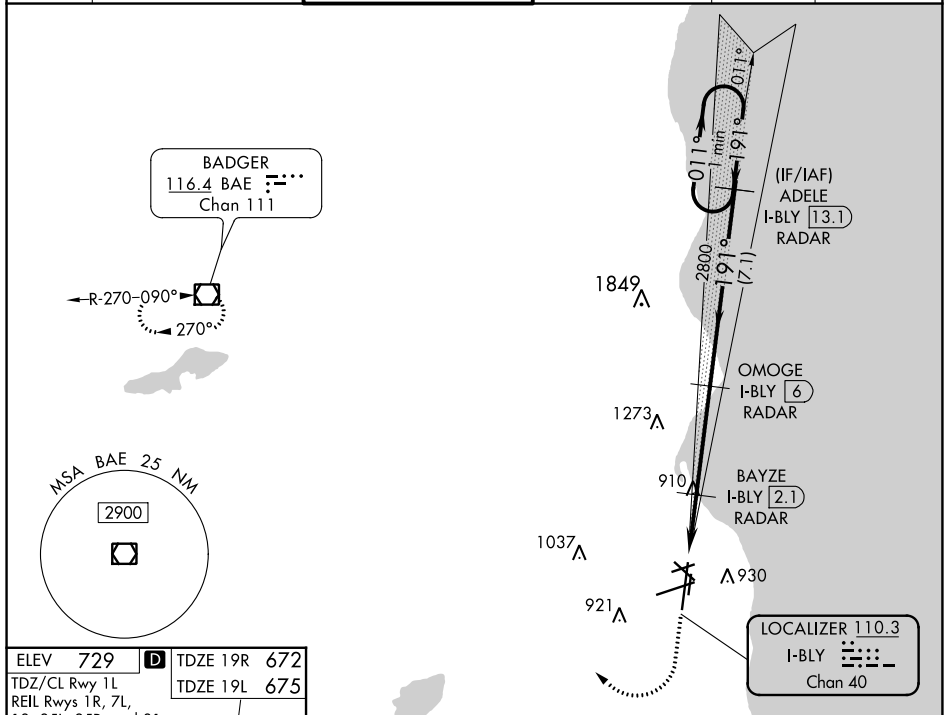 BADGER
116.4 BAE
Chan 111
R-270-090°
270°
011°
011°
1 min
191°
(IF/IAF)
ADELE
I-BLY 13.1
RADAR
2800
191°
(7.1)
1849
OMOGE
I-BLY 6
RADAR
1273
BAYZE
I-BLY 2.1
RADAR
910
MSA BAE 25 NM
2900
1037
930
921
LOCALIZER 110.3
I-BLY
Chan 40
ELEV 729 D TDZE 19R 672
TDZE 19L 675
TDZ/CL Rwy 1L
REIL Rwys 1R, 7L,